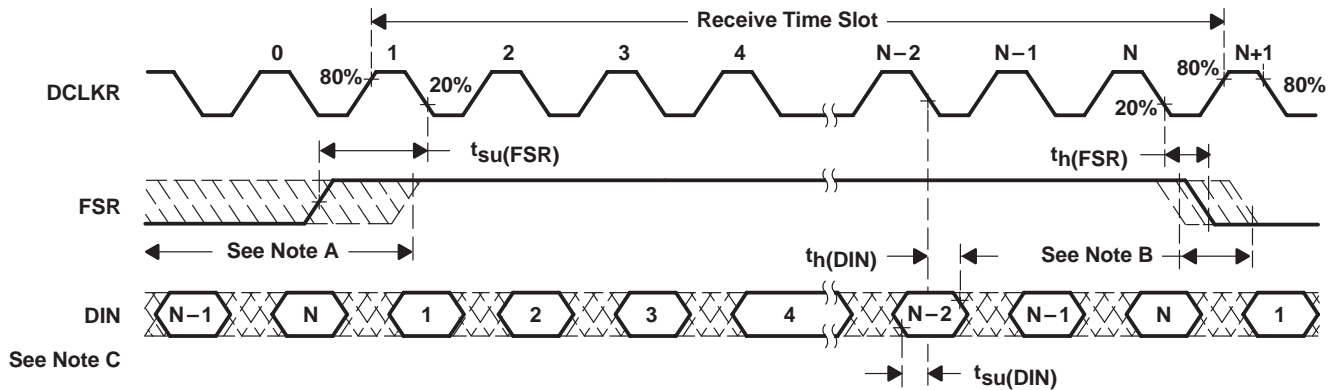 Receive Time Slot
0 1 2 3 4 N−2 N−1 N N+1
80% 20% 80% 80%
DCLKR
20%
tsu(FSR) th(FSR)
FSR
See Note A th(DIN) See Note B
DIN N−1 N 1 2 3 4 N−2 N−1 N 1
See Note C
tsu(DIN)